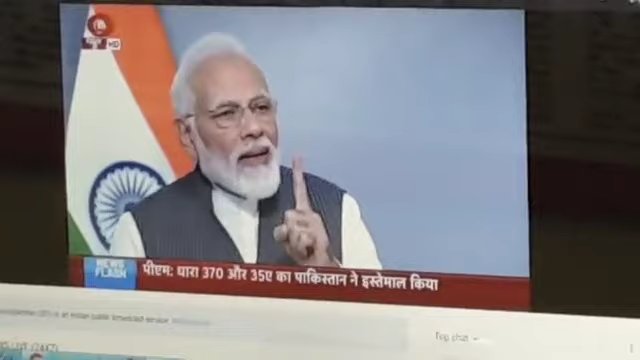 HD
NEWS
FLASH
पीएम: धारा 370 और 35ए का पाकिस्तान ने इस्तेमाल किया
Top chat